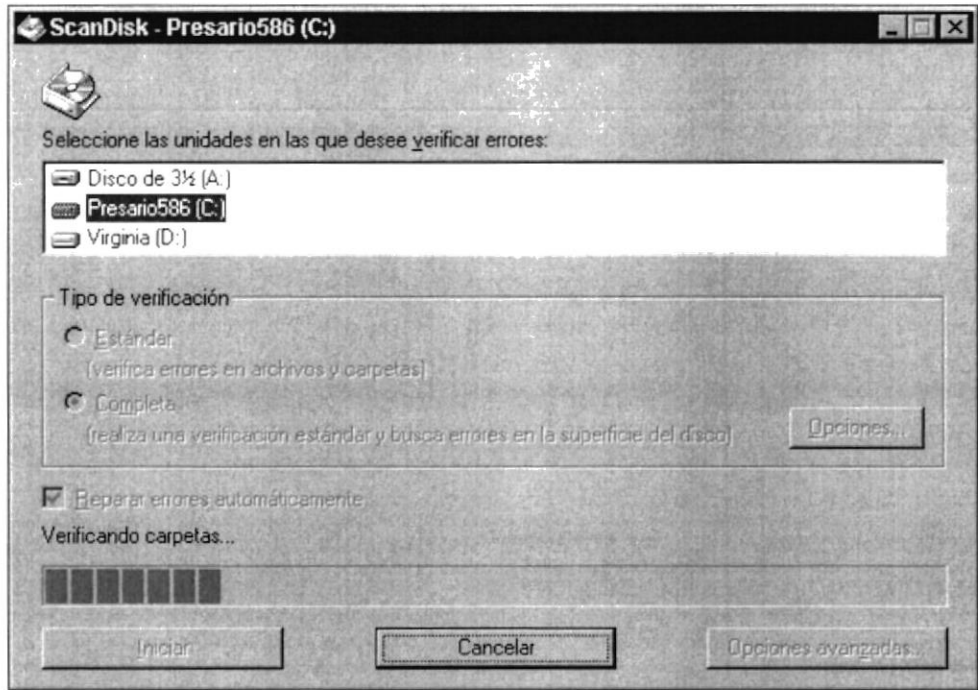 ScanDisk - Presario586 (C:)
Seleccione las unidades en las que desee verificar errores:
Disco de 3½ (A:)
Presario586 (C:)
Virginia (D:)
Tipo de verificación
Estándar
(verifica errores en archivos y carpetas)
Completa
(realiza una verificación estándar y busca errores en la superficie del disco)
Opciones...
Reparar errores automáticamente
Verificando carpetas...
Iniciar
Cancelar
Opciones avanzadas...